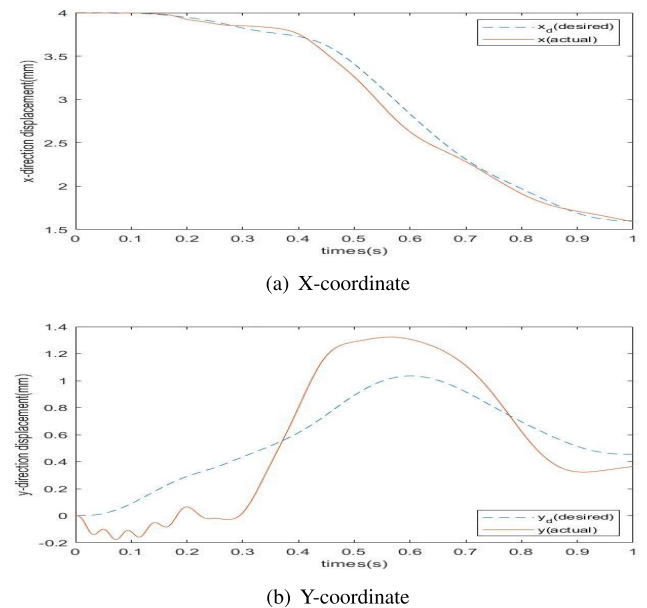 4
3.5
3
2.5
2
1.5
x-direction displacement(mm)
x_d(desired)
x(actual)
0 0.1 0.2 0.3 0.4 0.5 0.6 0.7 0.8 0.9 1
times(s)
(a) X-coordinate
1.4
1.2
1
0.8
0.6
0.4
0.2
0
-0.2
y-direction displacement(mm)
y_d(desired)
y(actual)
0 0.1 0.2 0.3 0.4 0.5 0.6 0.7 0.8 0.9 1
times(s)
(b) Y-coordinate